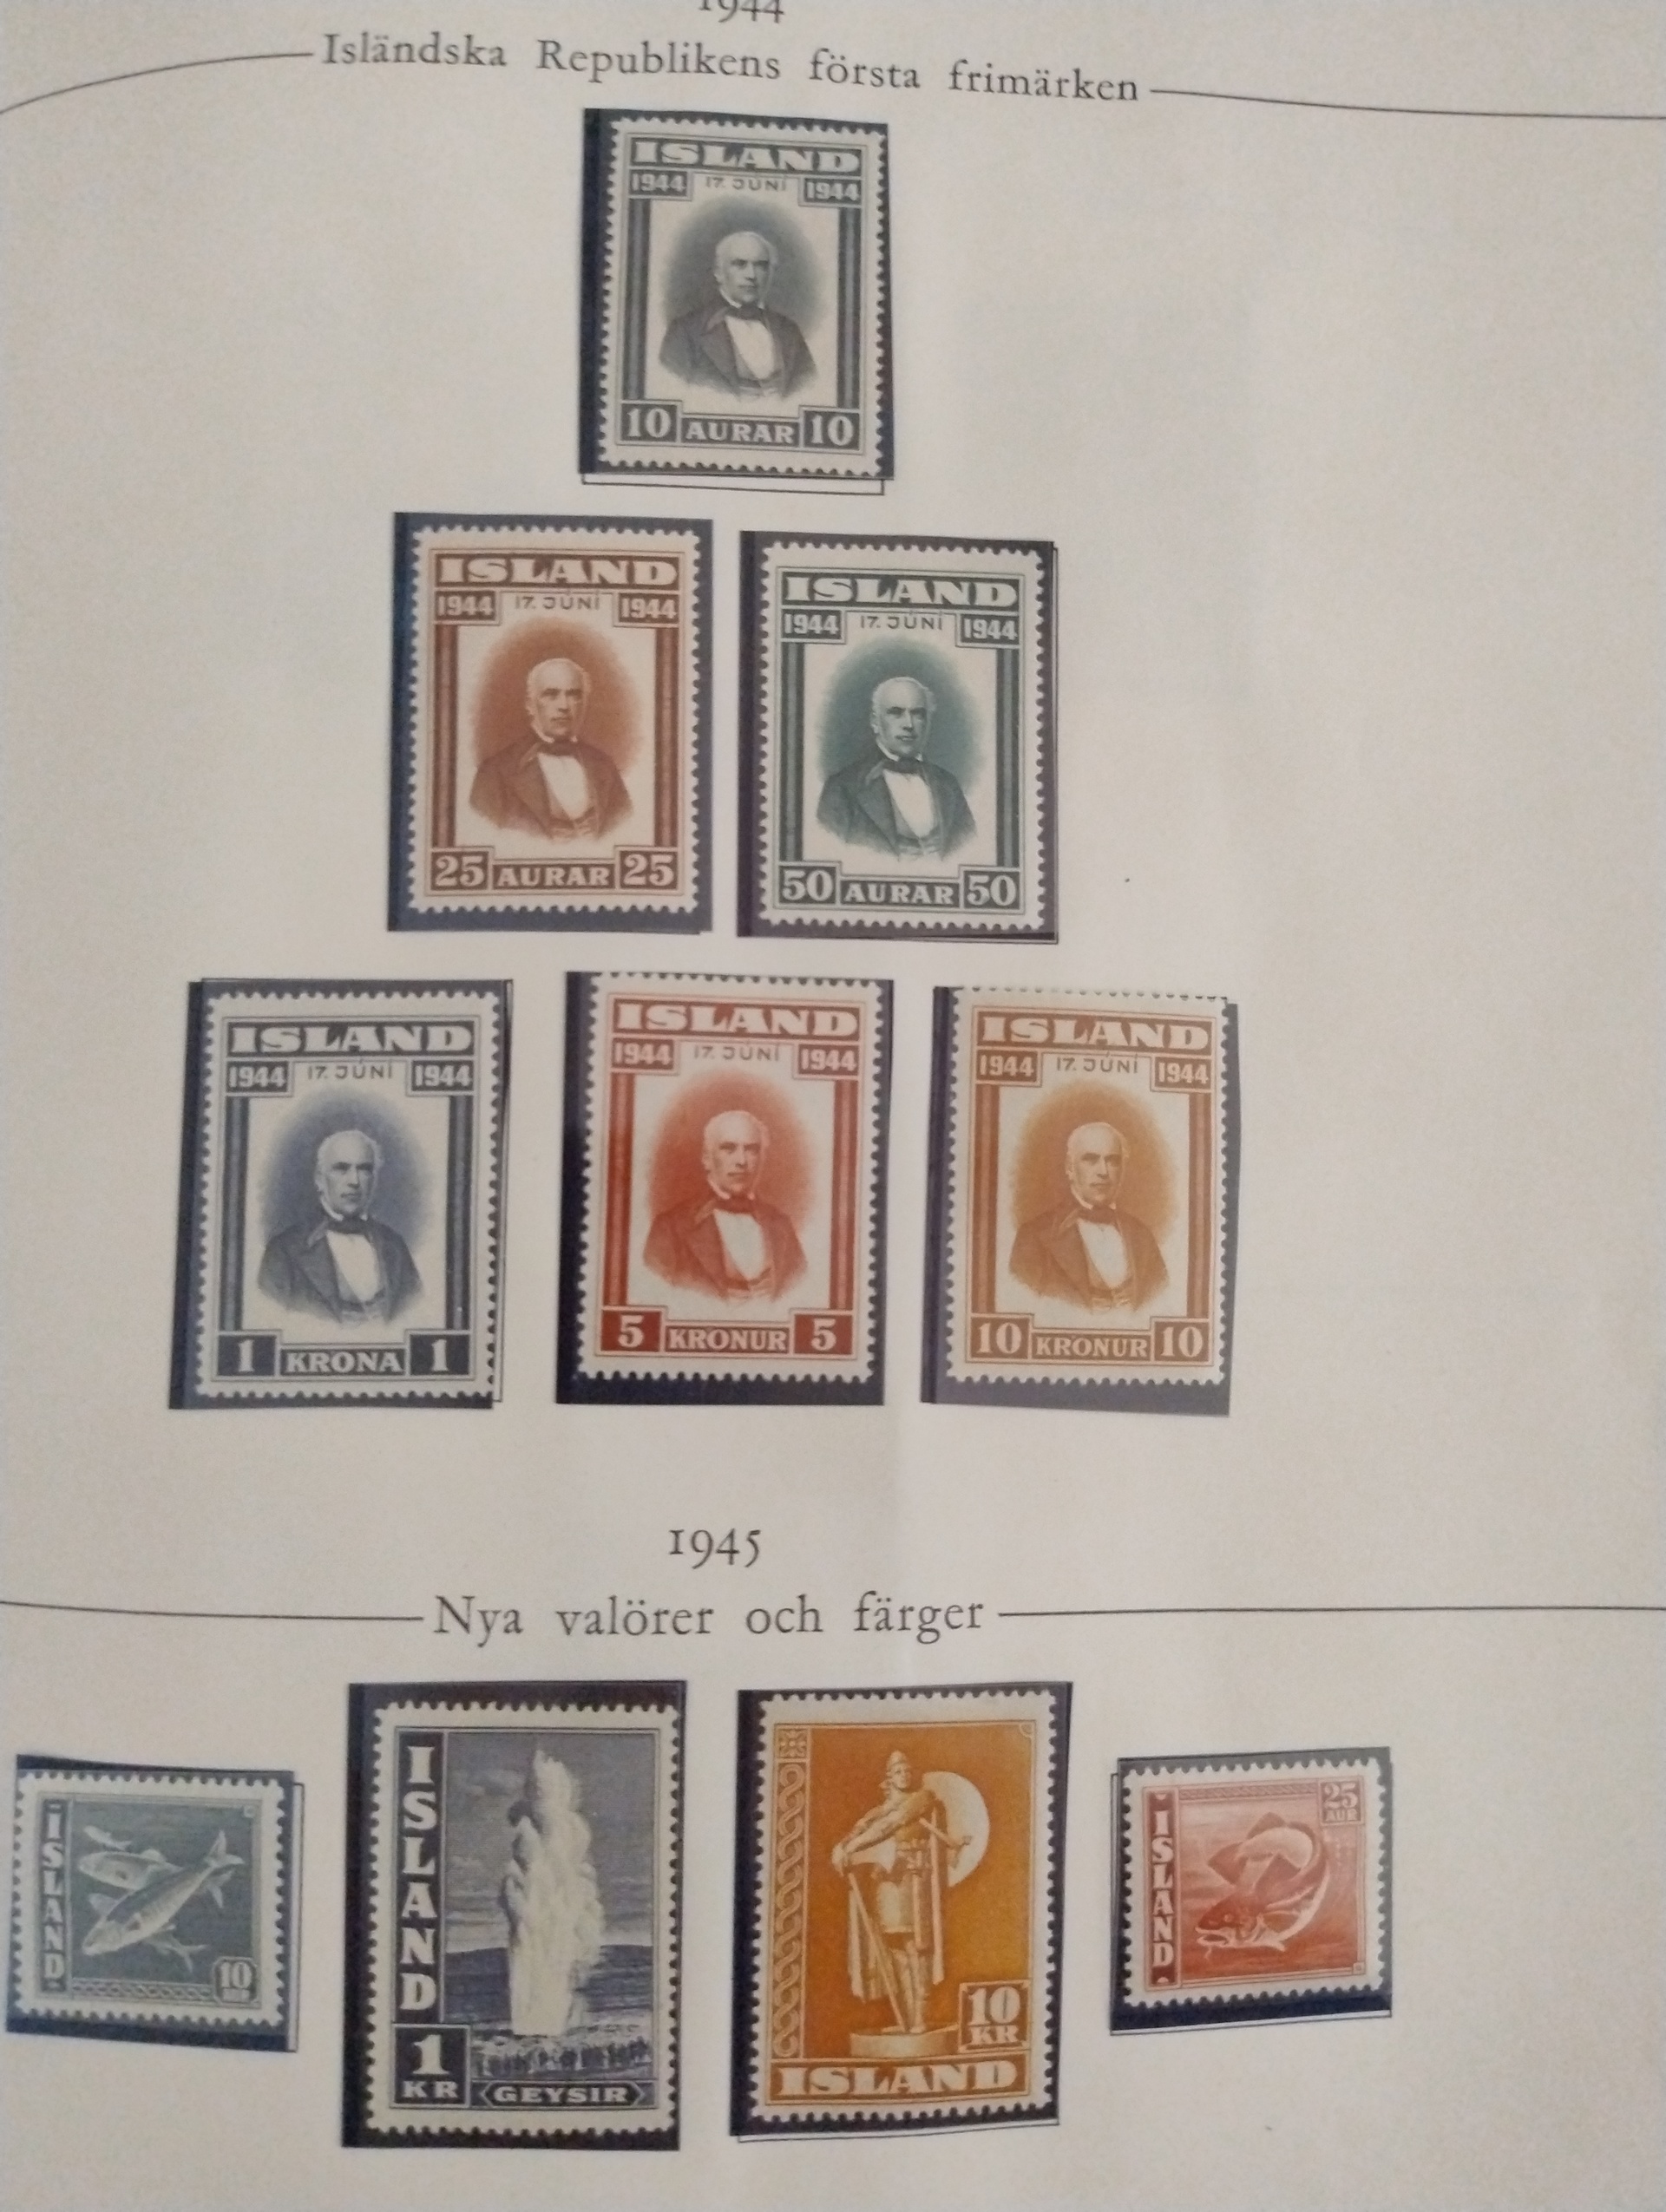 1944
Isländska Republikens första frimärken
ISLAND
1944 17. JÚNÍ 1944
10 AURAR 10
ISLAND
1944 17. JÚNÍ 1944
25 AURAR 25
ISLAND
1944 17. JÚNÍ 1944
50 AURAR 50
ISLAND
1944 17. JÚNÍ 1944
1 KRONA 1
ISLAND
1944 17. JÚNÍ 1944
5 KRONUR 5
ISLAND
1944 17. JÚNÍ 1944
10 KRONUR 10
1945
Nya valörer och färger
ISLAND
10
ISLAND
1
KR
GEYSIR
10
KR
ISLAND
25
AUR
ISLAND